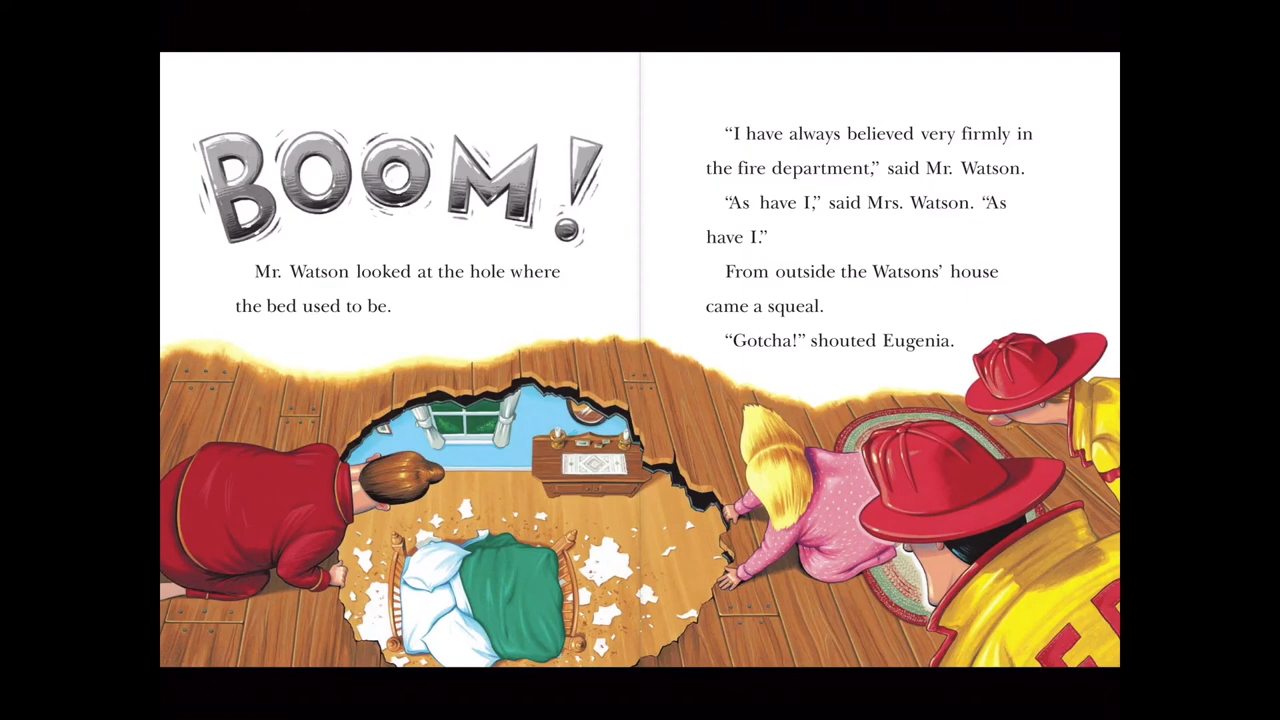 BOOM!
Mr. Watson looked at the hole where
the bed used to be.
“I have always believed very firmly in
the fire department,” said Mr. Watson.
“As have I,” said Mrs. Watson. “As
have I.”
From outside the Watsons’ house
came a squeal.
“Gotcha!” shouted Eugenia.